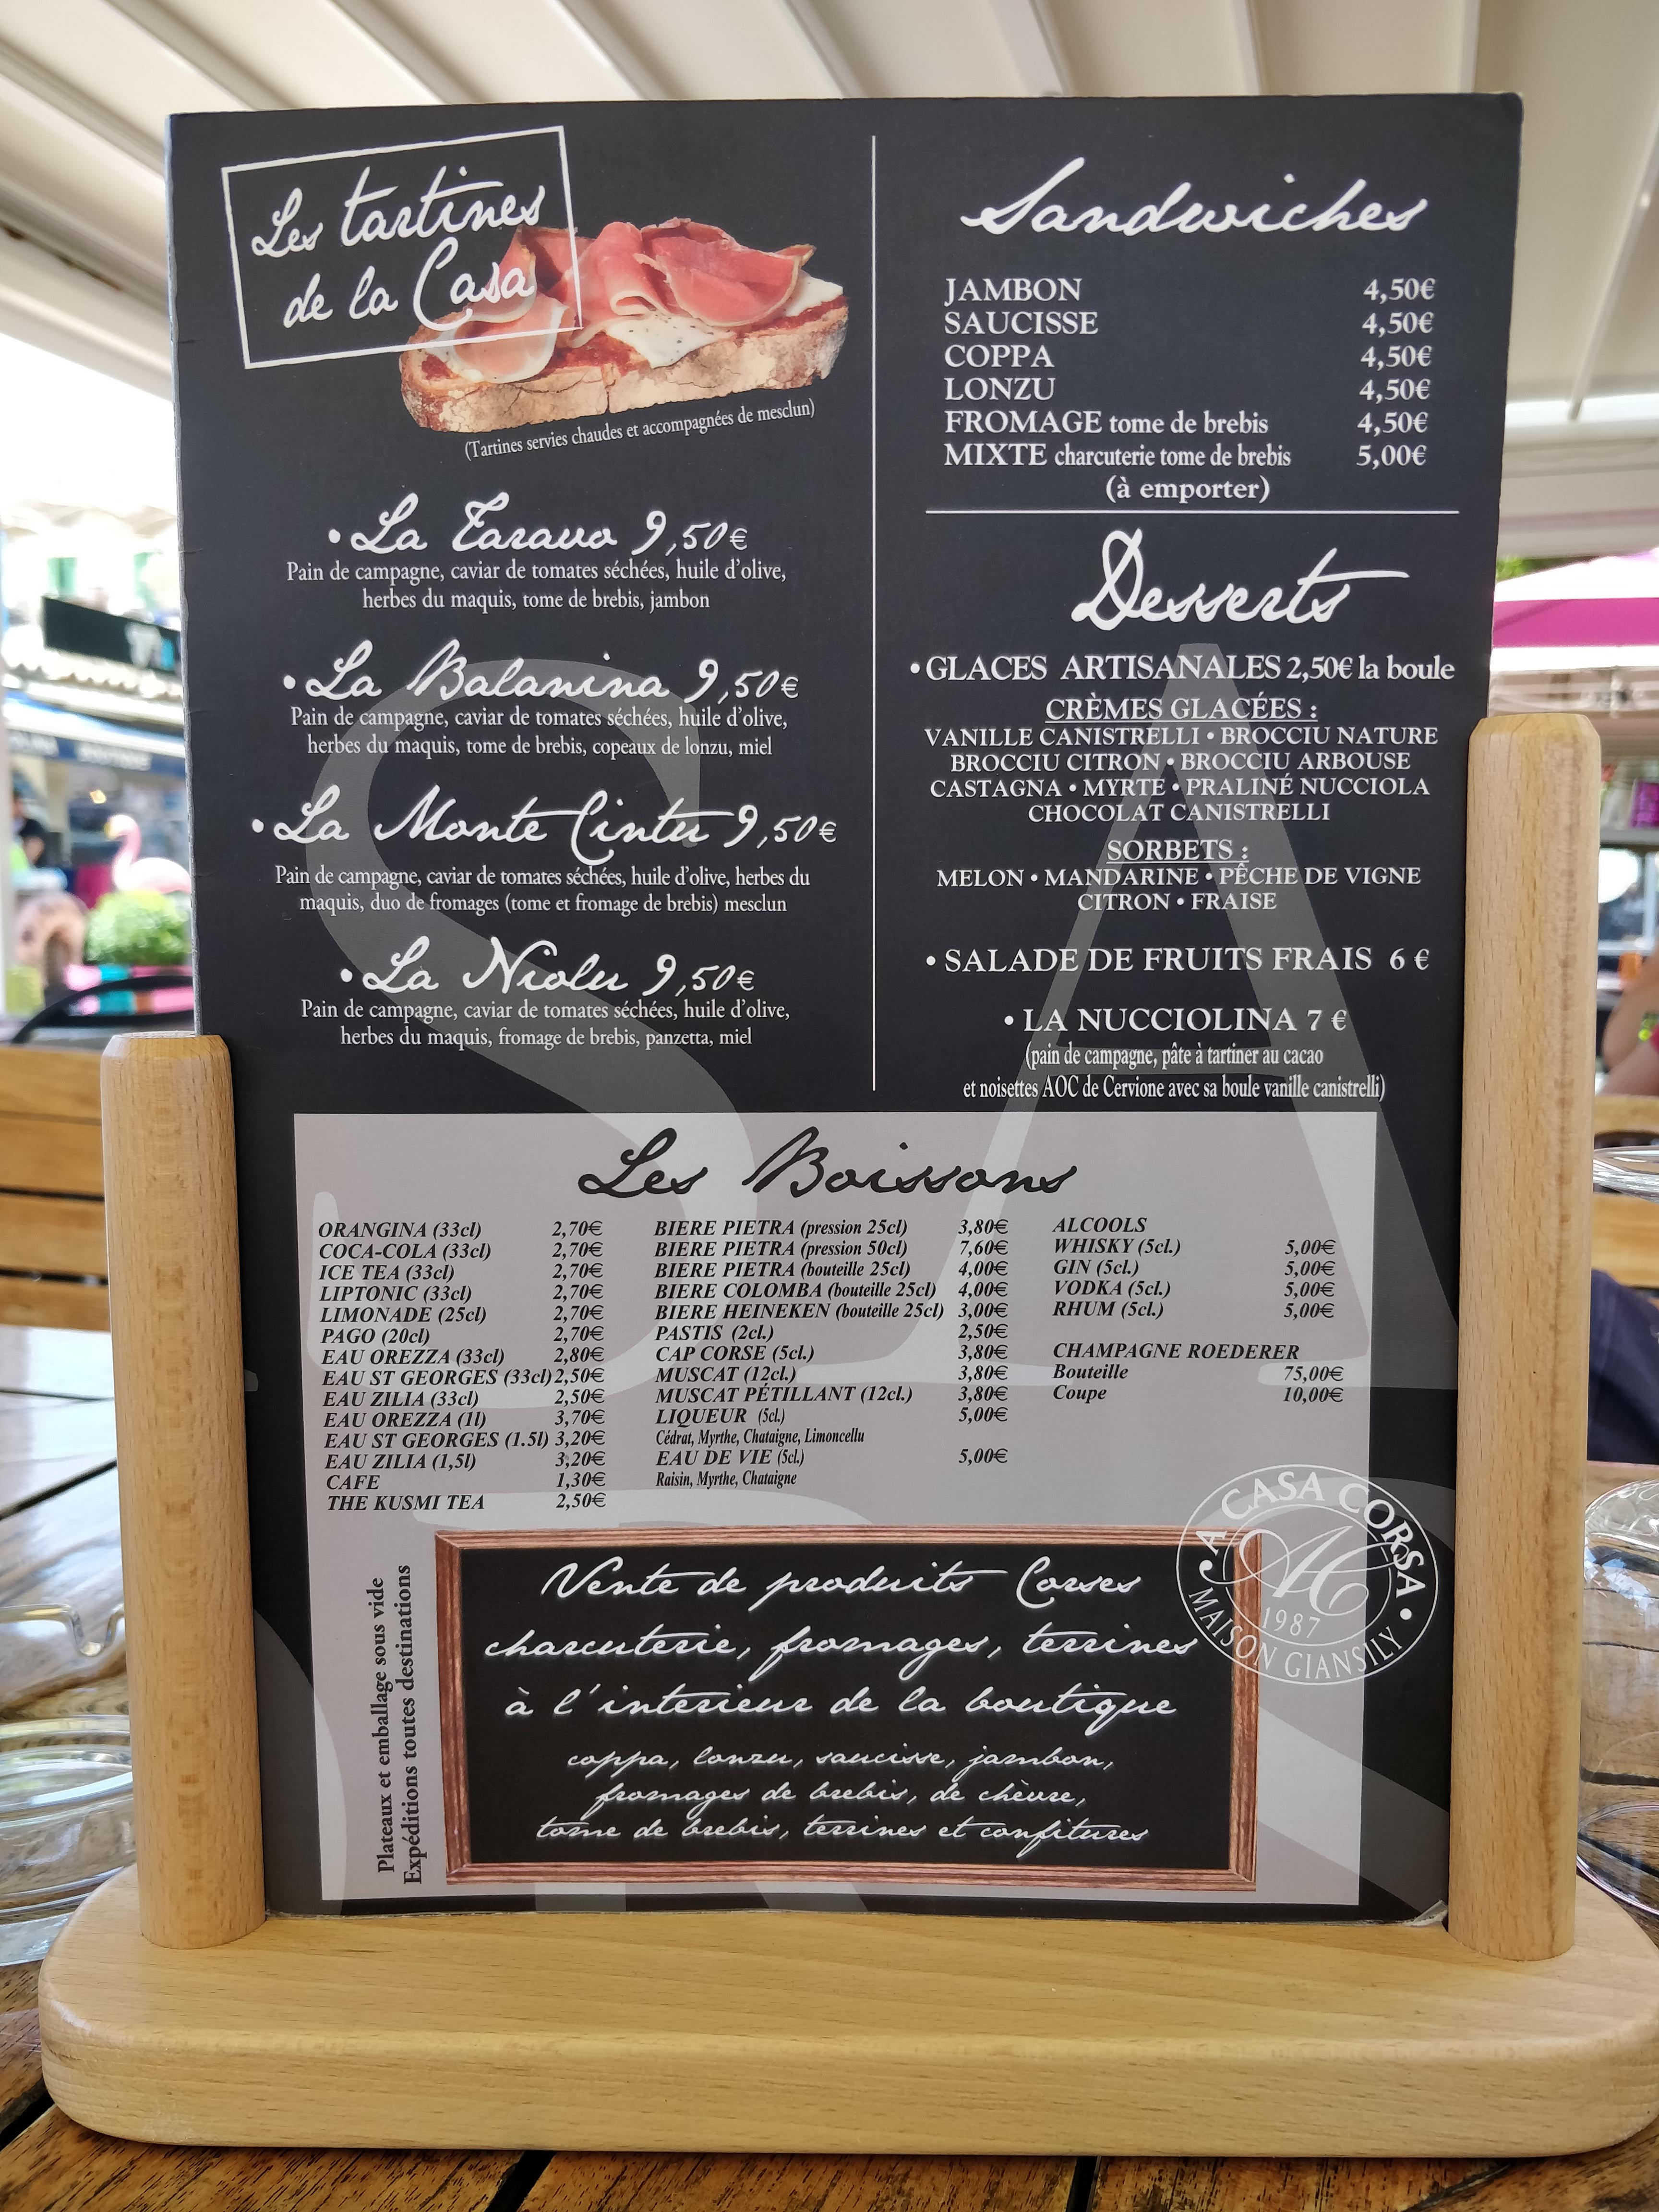 Les tartines
de la Casa
(Tartines servies chaudes et accompagnées de mesclun)
• La Taravo 9,50€
Pain de campagne, caviar de tomates séchées, huile d'olive,
herbes du maquis, tome de brebis, jambon
• La Balanina 9,50€
Pain de campagne, caviar de tomates séchées, huile d'olive,
herbes du maquis, tome de brebis, copeaux de lonzu, miel
• La Monte Cintu 9,50€
Pain de campagne, caviar de tomates séchées, huile d'olive, herbes du
maquis, duo de fromages (tome et fromage de brebis) mesclun
• La Niolu 9,50€
Pain de campagne, caviar de tomates séchées, huile d'olive,
herbes du maquis, fromage de brebis, panzetta, miel
Sandwiches
JAMBON 4,50€
SAUCISSE 4,50€
COPPA 4,50€
LONZU 4,50€
FROMAGE tome de brebis 4,50€
MIXTE charcuterie tome de brebis 5,00€
(à emporter)
Desserts
• GLACES ARTISANALES 2,50€ la boule
CRÈMES GLACÉES :
VANILLE CANISTRELLI • BROCCIU NATURE
BROCCIU CITRON • BROCCIU ARBOUSE
CASTAGNA • MYRTE • PRALINÉ NUCCIOLA
CHOCOLAT CANISTRELLI
SORBETS :
MELON • MANDARINE • PÊCHE DE VIGNE
CITRON • FRAISE
• SALADE DE FRUITS FRAIS 6 €
• LA NUCCIOLINA 7 €
(pain de campagne, pâte à tartiner au cacao
et noisettes AOC de Cervione avec sa boule vanille canistrelli)
Les Boissons
ORANGINA (33cl) 2,70€
COCA-COLA (33cl) 2,70€
ICE TEA (33cl) 2,70€
LIPTONIC (33cl) 2,70€
LIMONADE (25cl) 2,70€
PAGO (20cl) 2,70€
EAU OREZZA (33cl) 2,80€
EAU ST GEORGES (33cl) 2,50€
EAU ZILIA (33cl) 2,50€
EAU OREZZA (1l) 3,70€
EAU ST GEORGES (1.5l) 3,20€
EAU ZILIA (1,5l) 3,20€
CAFE 1,30€
THE KUSMI TEA 2,50€
BIERE PIETRA (pression 25cl) 3,80€
BIERE PIETRA (pression 50cl) 7,60€
BIERE PIETRA (bouteille 25cl) 4,00€
BIERE COLOMBA (bouteille 25cl) 4,00€
BIERE HEINEKEN (bouteille 25cl) 3,00€
PASTIS (2cl.) 2,50€
CAP CORSE (5cl.) 3,80€
MUSCAT (12cl.) 3,80€
MUSCAT PÉTILLANT (12cl.) 3,80€
LIQUEUR (5cl.) 5,00€
Cédrat, Myrthe, Chataigne, Limoncellu
EAU DE VIE (5cl.) 5,00€
Raisin, Myrthe, Chataigne
ALCOOLS
WHISKY (5cl.) 5,00€
GIN (5cl.) 5,00€
VODKA (5cl.) 5,00€
RHUM (5cl.) 5,00€
CHAMPAGNE ROEDERER
Bouteille 75,00€
Coupe 10,00€
Plateaux et emballage sous vide
Expéditions toutes destinations
Vente de produits Corses
charcuterie, fromages, terrines
à l'interieur de la boutique
coppa, lonzu, saucisse, jambon,
fromages de brebis, de chèvre,
tome de brebis, terrines et confitures
A CASA CORSA
1987
MAISON GIANSILY